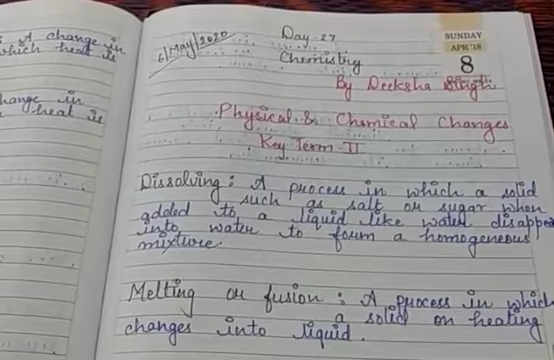 A change in
which heat is
change in
heat is
6/May/2020
Day-27
Chemistry
By Deeksha Singh
SUNDAY
APR '18
8
Physical & Chemical Changes
Key Term-II
Dissolving : A process in which a solid
such as salt or sugar when
added to a liquid like water disappea
into water to form a homogeneous
mixture.
Melting or fusion : A process in which
a solid on heating
changes into liquid.